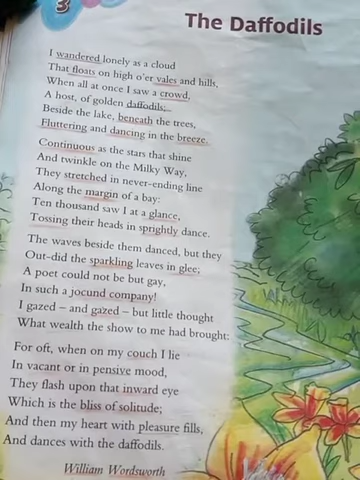 3
The Daffodils
I wandered lonely as a cloud
That floats on high o'er vales and hills,
When all at once I saw a crowd,
A host, of golden daffodils;
Beside the lake, beneath the trees,
Fluttering and dancing in the breeze.
Continuous as the stars that shine
And twinkle on the Milky Way,
They stretched in never-ending line
Along the margin of a bay:
Ten thousand saw I at a glance,
Tossing their heads in sprightly dance.
The waves beside them danced, but they
Out-did the sparkling leaves in glee;
A poet could not be but gay,
In such a jocund company!
I gazed – and gazed – but little thought
What wealth the show to me had brought:
For oft, when on my couch I lie
In vacant or in pensive mood,
They flash upon that inward eye
Which is the bliss of solitude;
And then my heart with pleasure fills,
And dances with the daffodils.
William Wordsworth